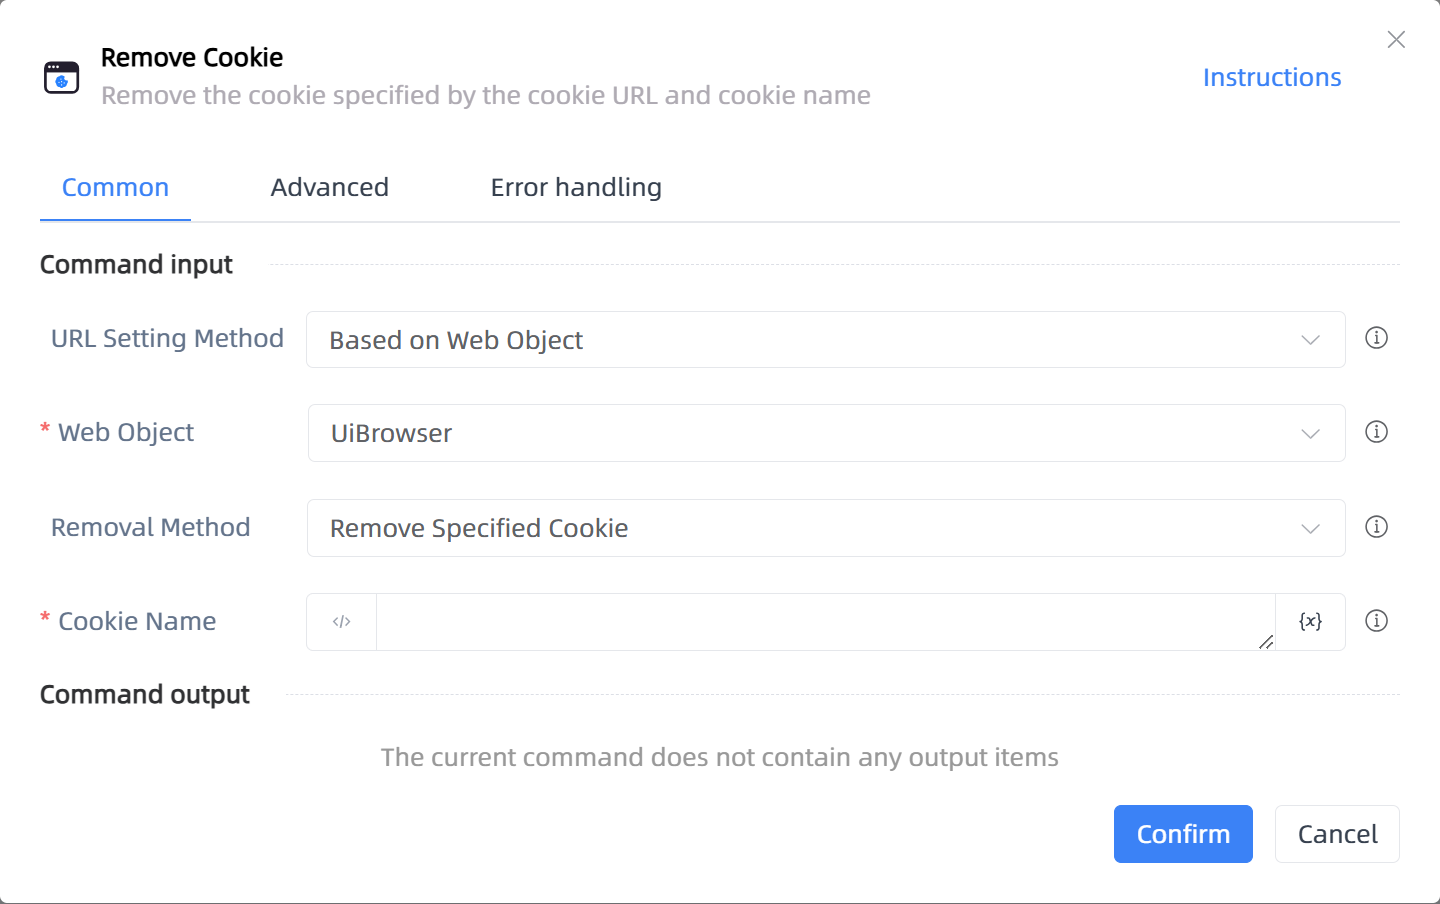 Remove Cookie
Remove the cookie specified by the cookie URL and cookie name
Instructions
Common
Advanced
Error handling
Command input
URL Setting Method
Based on Web Object
* Web Object
UiBrowser
Removal Method
Remove Specified Cookie
* Cookie Name
</>
{x}
Command output
The current command does not contain any output items
Confirm
Cancel